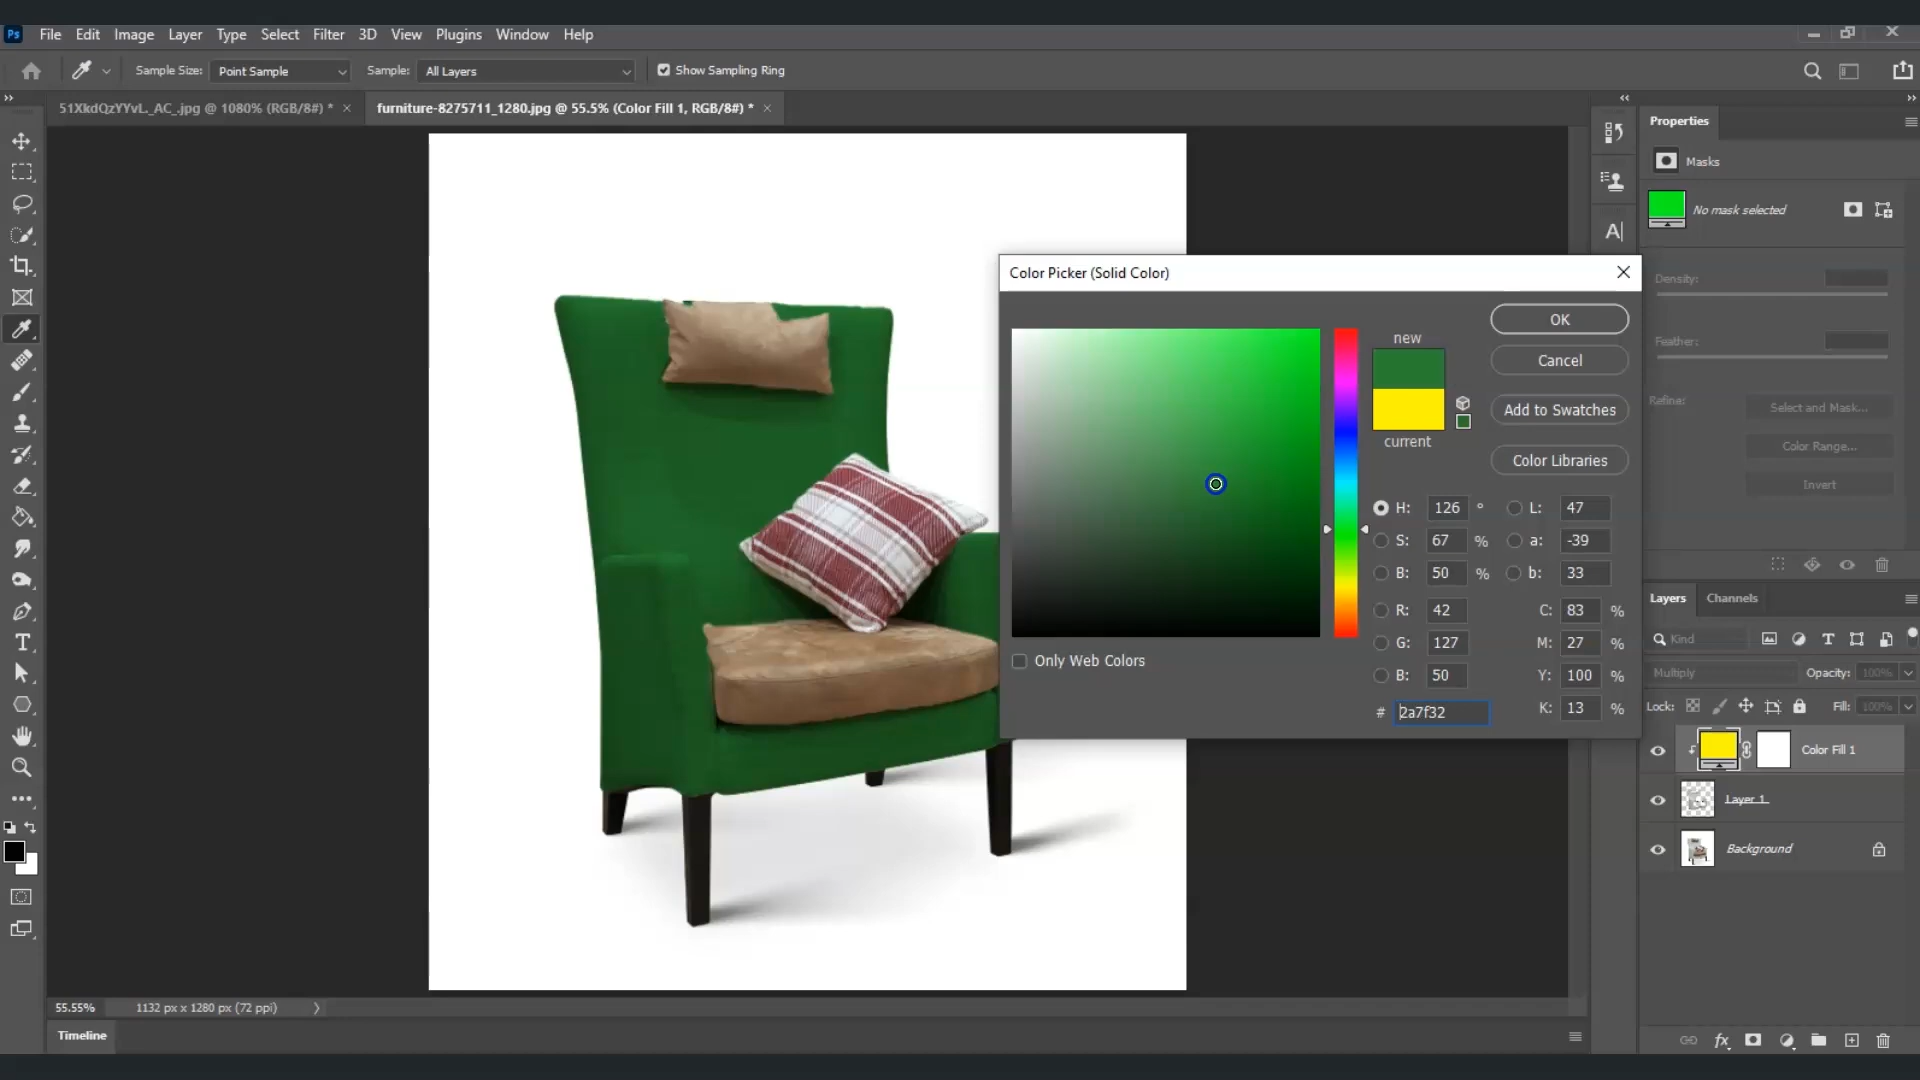 Ps File Edit Image Layer Type Select Filter 3D View Plugins Window Help
Sample Size: Point Sample Sample: All Layers Show Sampling Ring
51XkdQzYYvL._AC_.jpg @ 1080% (RGB/8#) * furniture-8275711_1280.jpg @ 55.5% (Color Fill 1, RGB/8#) *
Properties
Masks
No mask selected
Density:
Feather:
Refine:
Select and Mask...
Color Range...
Invert
Color Picker (Solid Color)
new
current
OK
Cancel
Add to Swatches
Color Libraries
H: 126 ° L: 47
S: 67 % a: -39
B: 50 % b: 33
R: 42 C: 83 %
G: 127 M: 27 %
B: 50 Y: 100 %
# 2a7f32 K: 13 %
Only Web Colors
Layers Channels
Kind
Multiply Opacity: 100%
Lock: Fill: 100%
Color Fill 1
Layer 1
Background
55.55% 1132 px x 1280 px (72 ppi)
Timeline